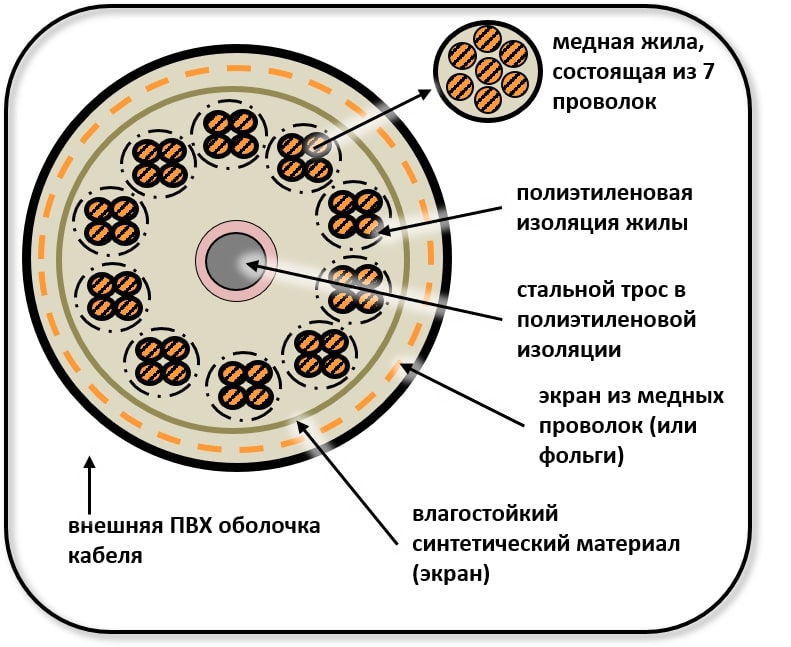 медная жила,
состоящая из 7
проволок
полиэтиленовая
изоляция жилы
стальной трос в
полиэтиленовой
изоляции
экран из медных
проволок (или
фольги)
влагостойкий
синтетический материал
(экран)
внешняя ПВХ оболочка
кабеля